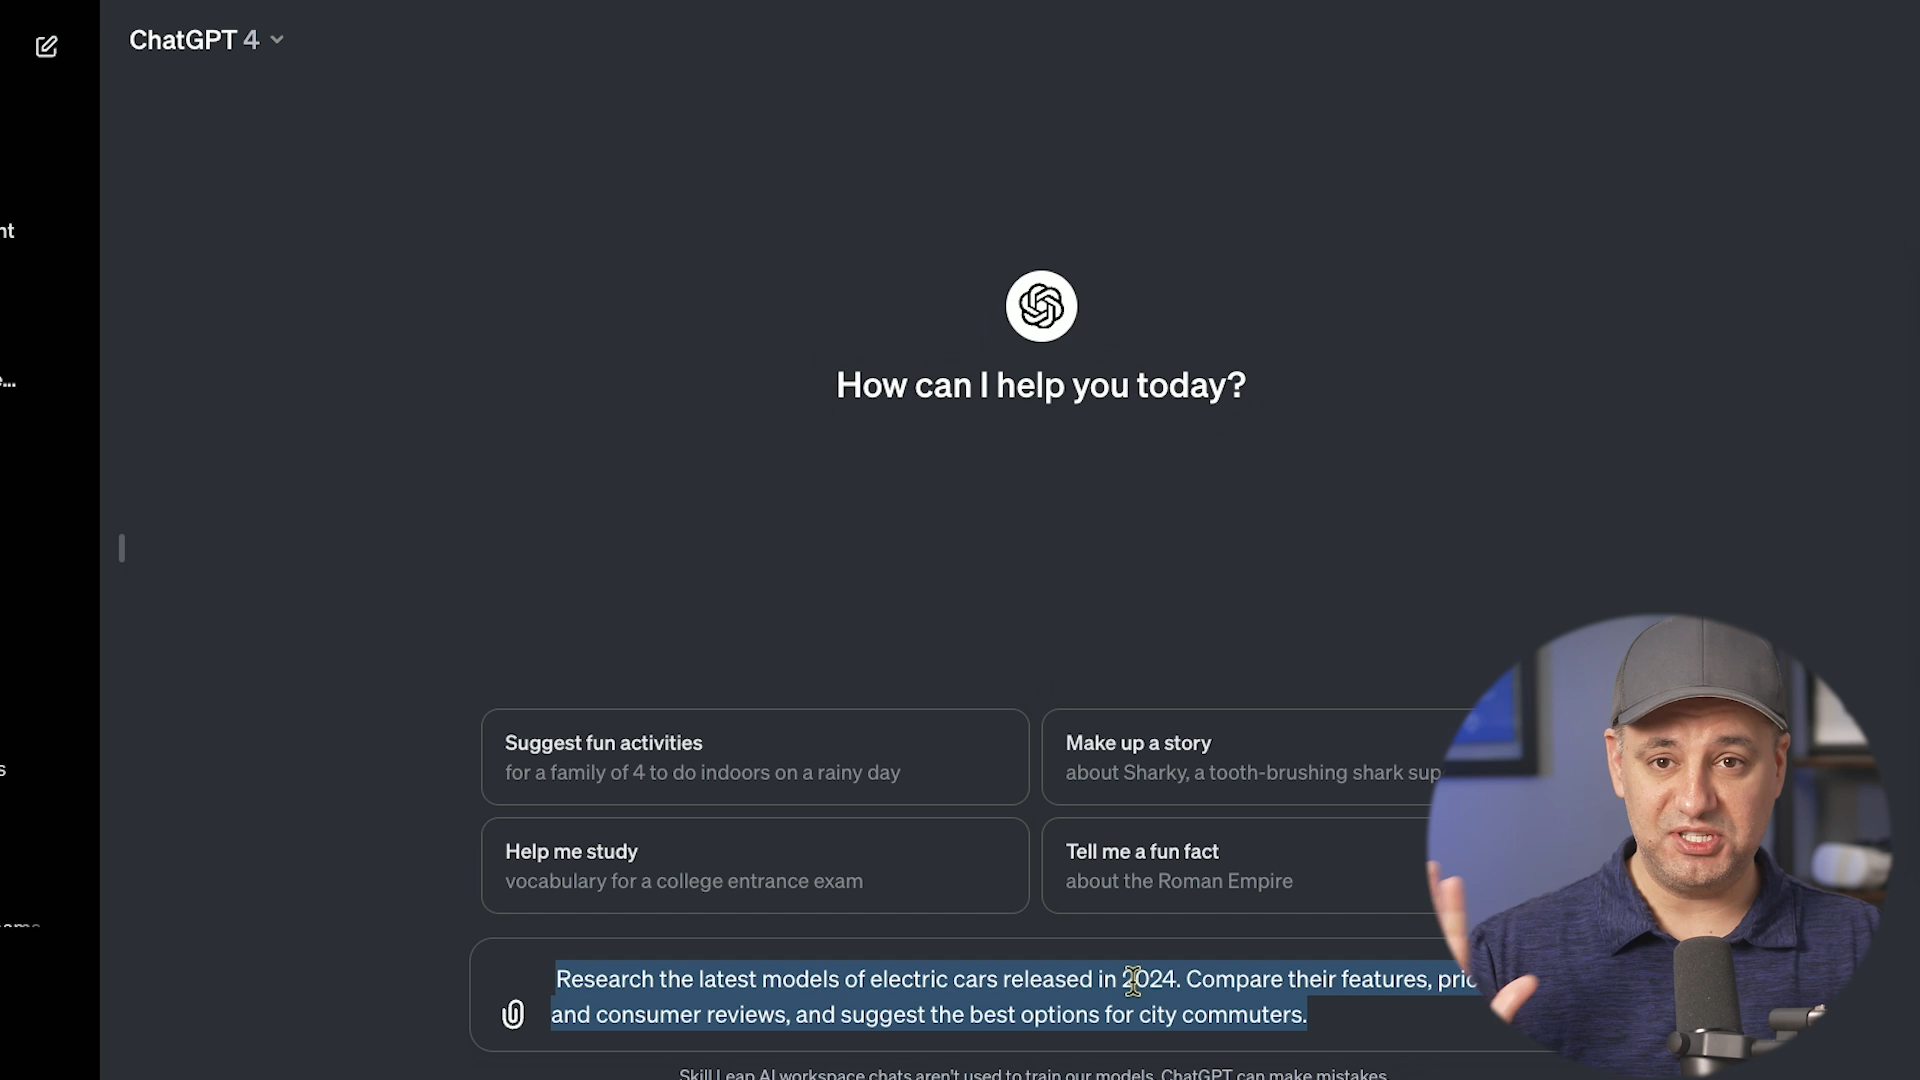 ChatGPT 4
nt
e...
s
How can I help you today?
Suggest fun activities
for a family of 4 to do indoors on a rainy day
Make up a story
about Sharky, a tooth-brushing shark sup
Help me study
vocabulary for a college entrance exam
Tell me a fun fact
about the Roman Empire
Research the latest models of electric cars released in 2024. Compare their features, pric
and consumer reviews, and suggest the best options for city commuters.
Skill Leap AI workspace chats aren't used to train our models. ChatGPT can make mistakes.